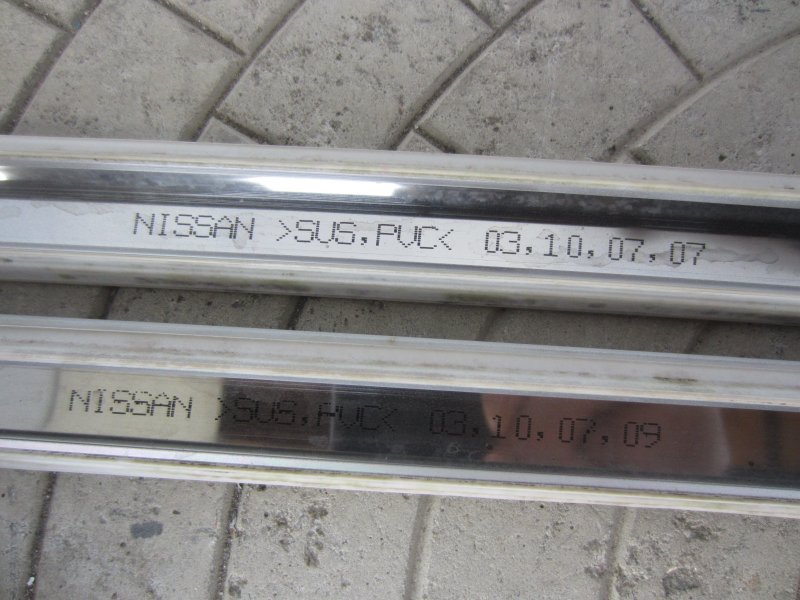 NISSAN >SUS,PVC< 03,10,07,07
NISSAN >SUS,PVC< 03,10,07,09